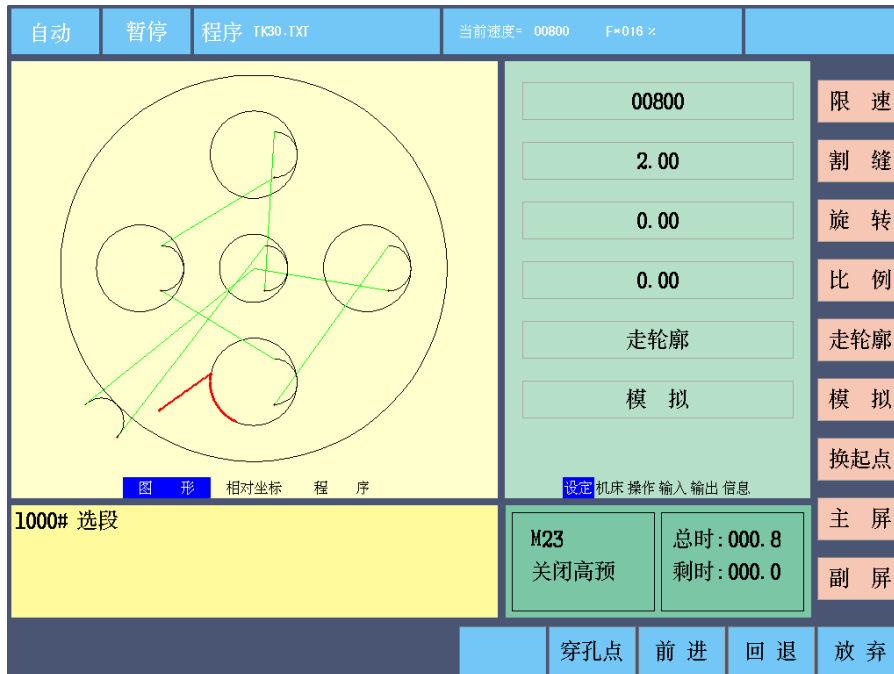 自动 暂停 程序 TK30.TXT 当前速度= 00800 F*016 %
00800 限 速
2.00 割 缝
0.00 旋 转
0.00 比 例
走轮廓 走轮廓
模 拟 模 拟
换起点
图 形 相对坐标 程 序 设定 机床 操作 输入 输出 信息
1000# 选段 主 屏
M23 总时:000.8
关闭高预 剩时:000.0 副 屏
穿孔点 前 进 回 退 放 弃